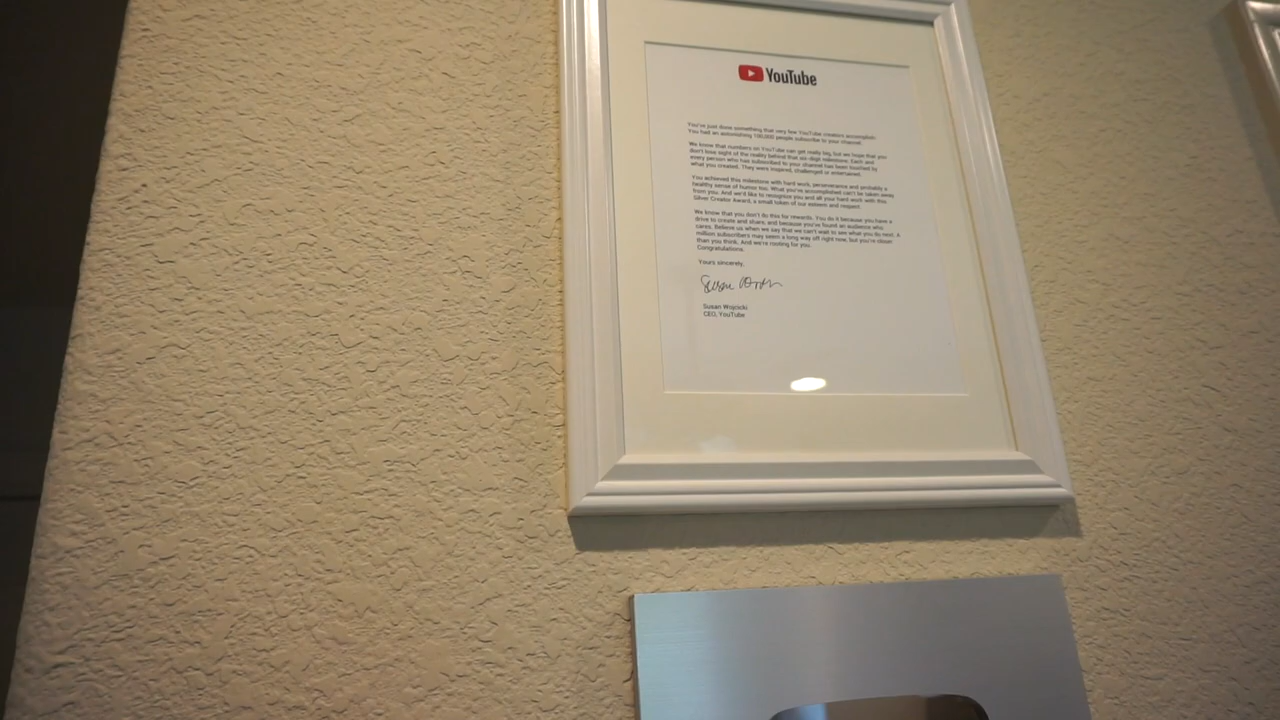 YouTube
You've just done something that very few YouTube creators accomplish.
You had an astonishing 100,000 people subscribe to your channel.
We know that numbers on YouTube can get really big, but we hope that you
don't lose sight of the reality behind that six-digit milestone. Each and
every person who has subscribed to your channel has been touched by
what you created. They were inspired, challenged or entertained.
You achieved this milestone with hard work, perseverance and probably a
healthy sense of humor too. What you've accomplished can't be taken away
from you. And we'd like to recognize you and all your hard work with this
Silver Creator Award, a small token of our esteem and respect.
We know that you don't do this for rewards. You do it because you have a
drive to create and share, and because you've found an audience who
cares. Believe us when we say that we can't wait to see what you do next. A
million subscribers may seem a long way off right now, but you're closer
than you think. And we're rooting for you.
Congratulations.
Yours sincerely,
Susan Wojcicki
CEO, YouTube